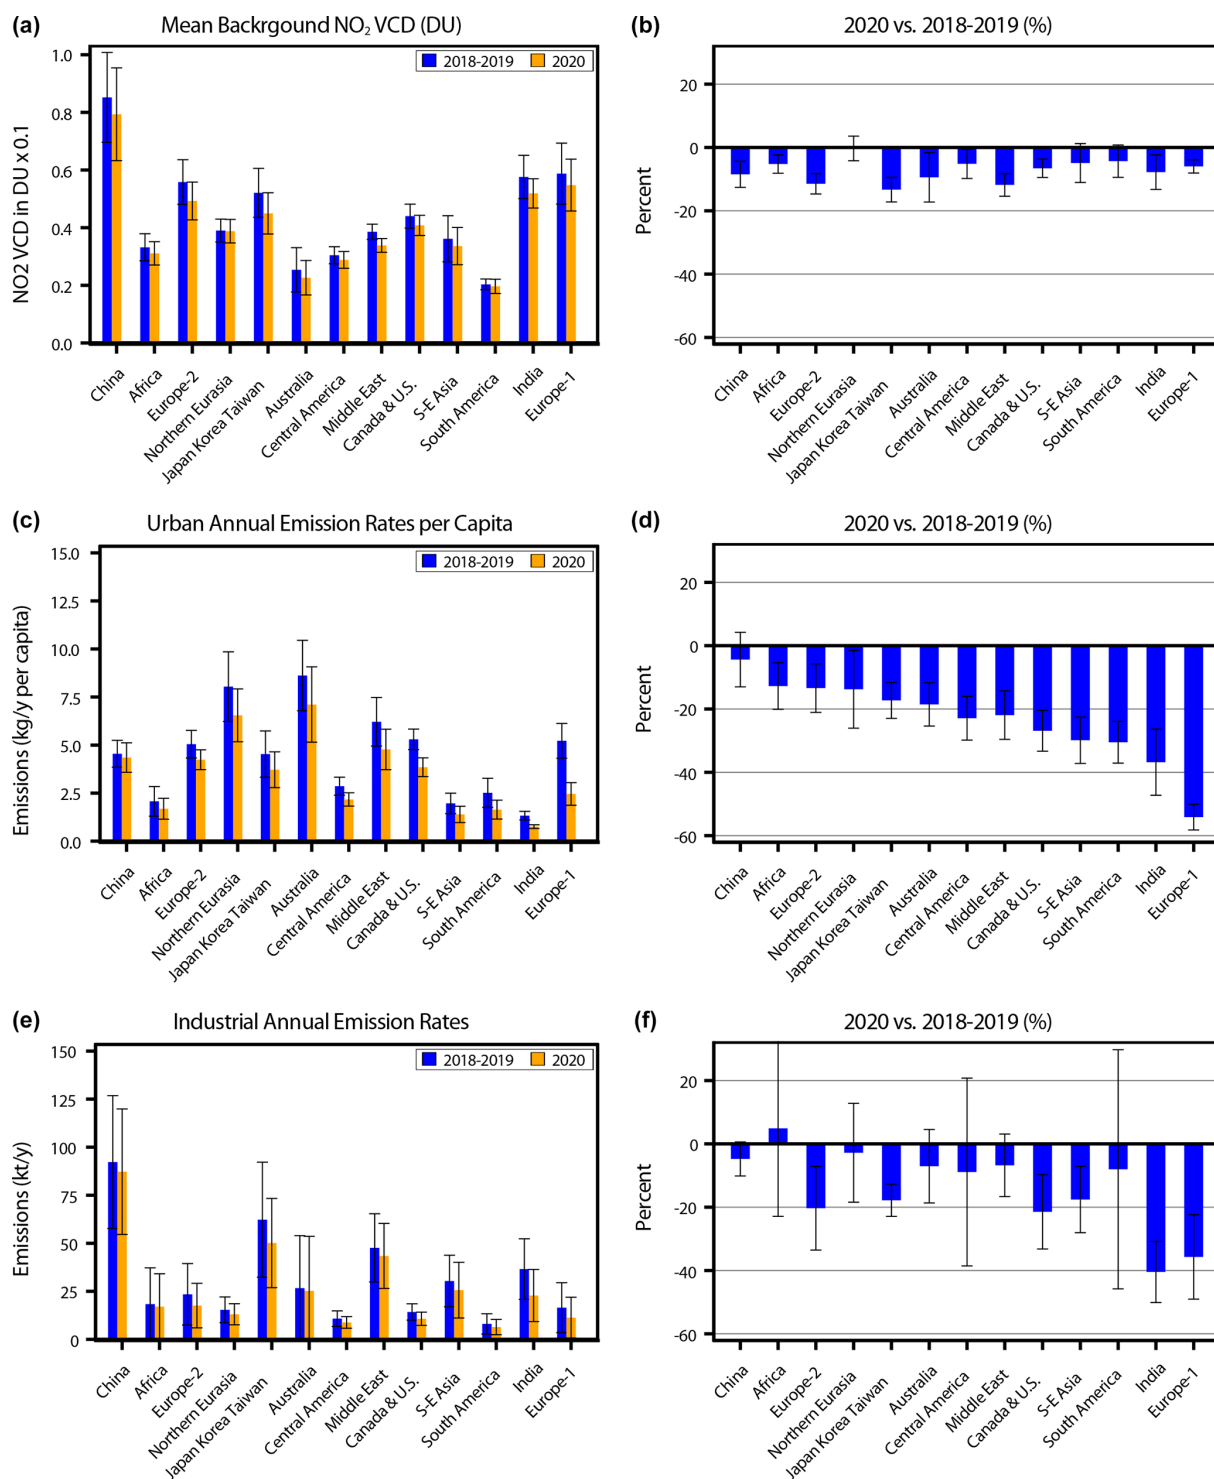 (a)
Mean Backrgound NO₂ VCD (DU)
2018-2019
2020
NO2 VCD in DU x 0.1
1.0
0.8
0.6
0.4
0.2
0.0
China
Africa
Europe-2
Northern Eurasia
Japan Korea Taiwan
Australia
Central America
Middle East
Canada & U.S.
S-E Asia
South America
India
Europe-1
(b)
2020 vs. 2018-2019 (%)
Percent
20
0
-20
-40
-60
China
Africa
Europe-2
Northern Eurasia
Japan Korea Taiwan
Australia
Central America
Middle East
Canada & U.S.
S-E Asia
South America
India
Europe-1
(c)
Urban Annual Emission Rates per Capita
2018-2019
2020
Emissions (kg/y per capita)
15.0
12.5
10.0
7.5
5.0
2.5
0.0
China
Africa
Europe-2
Northern Eurasia
Japan Korea Taiwan
Australia
Central America
Middle East
Canada & U.S.
S-E Asia
South America
India
Europe-1
(d)
2020 vs. 2018-2019 (%)
Percent
20
0
-20
-40
-60
China
Africa
Europe-2
Northern Eurasia
Japan Korea Taiwan
Australia
Central America
Middle East
Canada & U.S.
S-E Asia
South America
India
Europe-1
(e)
Industrial Annual Emission Rates
2018-2019
2020
Emissions (kt/y)
150
125
100
75
50
25
0
China
Africa
Europe-2
Northern Eurasia
Japan Korea Taiwan
Australia
Central America
Middle East
Canada & U.S.
S-E Asia
South America
India
Europe-1
(f)
2020 vs. 2018-2019 (%)
Percent
20
0
-20
-40
-60
China
Africa
Europe-2
Northern Eurasia
Japan Korea Taiwan
Australia
Central America
Middle East
Canada & U.S.
S-E Asia
South America
India
Europe-1